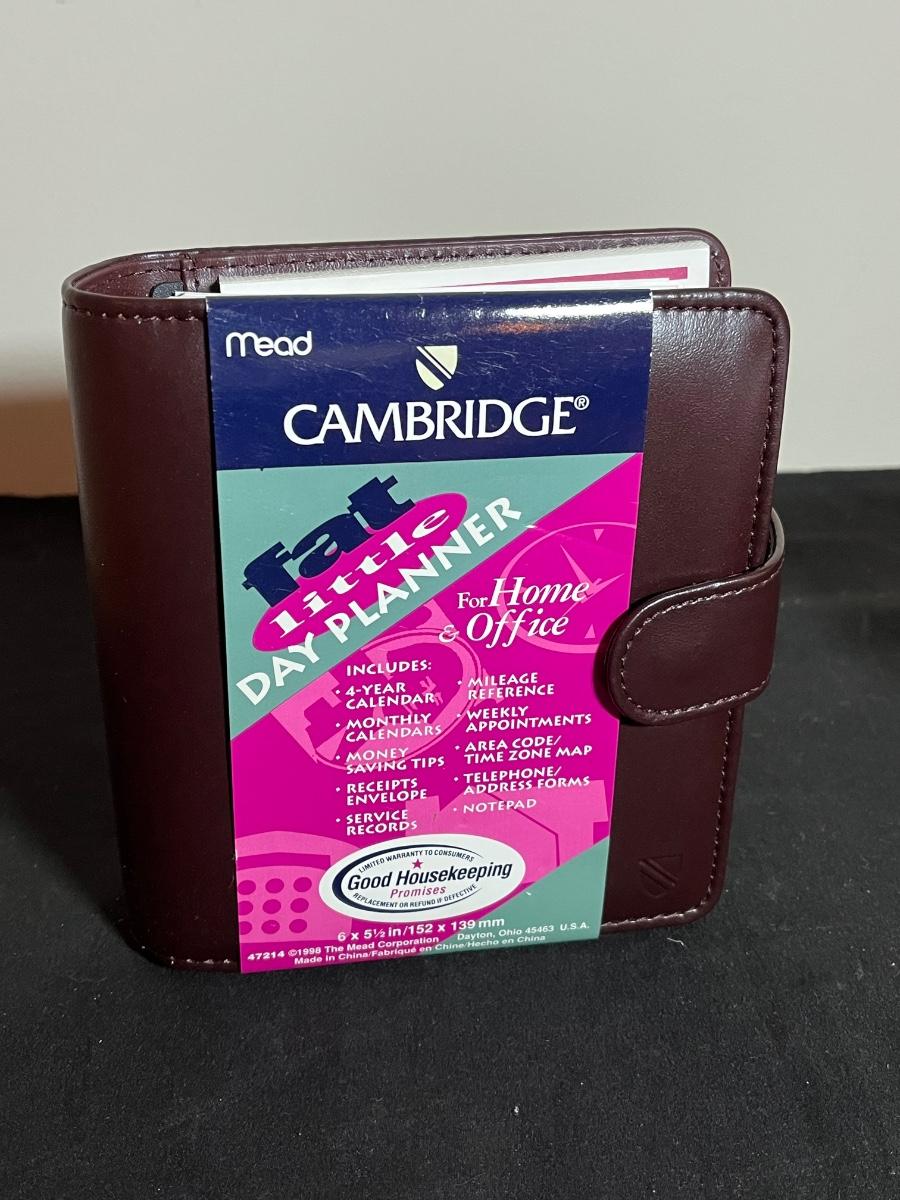 mead
CAMBRIDGE®
fat
little
DAY PLANNER
For Home
& Office
INCLUDES:
• 4-YEAR
CALENDAR
• MONTHLY
CALENDARS
• MONEY
SAVING TIPS
• RECEIPTS
ENVELOPE
• SERVICE
RECORDS
• MILEAGE
REFERENCE
• WEEKLY
APPOINTMENTS
• AREA CODE/
TIME ZONE MAP
• TELEPHONE/
ADDRESS FORMS
• NOTEPAD
LIMITED WARRANTY TO CONSUMERS
Good Housekeeping
Promises
REPLACEMENT OR REFUND IF DEFECTIVE
6 x 5½ in/152 x 139 mm
47214 ©1998 The Mead Corporation Dayton, Ohio 45463 U.S.A.
Made in China/Fabriqué en Chine/Hecho en China